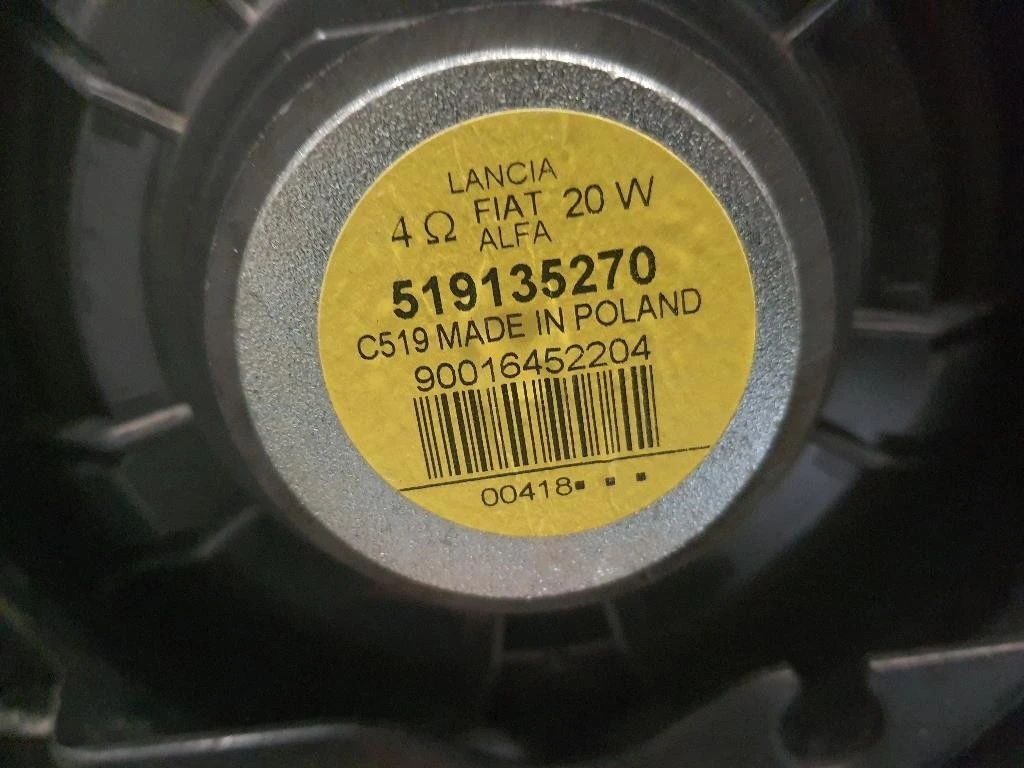 LANCIA
4 Ω FIAT 20 W
ALFA
519135270
C519 MADE IN POLAND
90016452204
00418